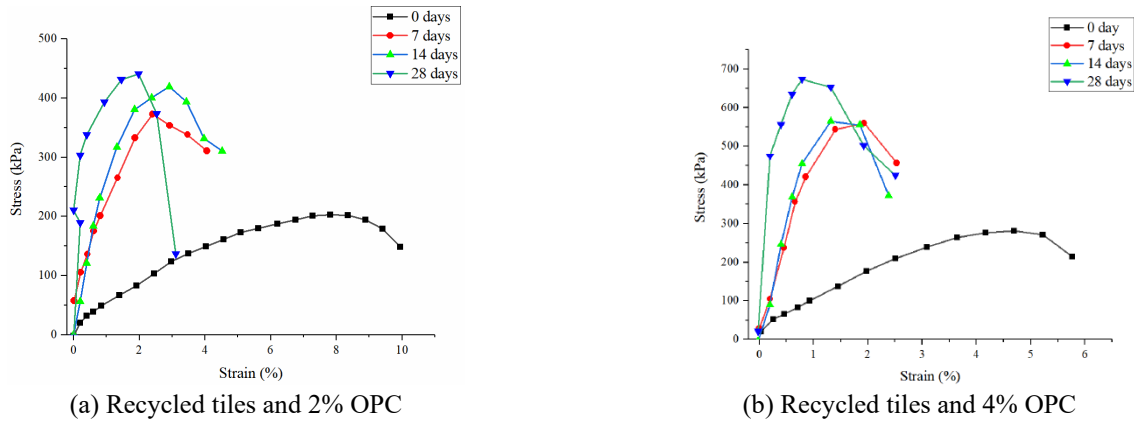 0 days
7 days
14 days
28 days
500
400
300
200
100
0
Stress (kPa)
0 2 4 6 8 10
Strain (%)
(a) Recycled tiles and 2% OPC
0 day
7 days
14 days
28 days
700
600
500
400
300
200
100
0
Stress (kPa)
0 1 2 3 4 5 6
Strain (%)
(b) Recycled tiles and 4% OPC